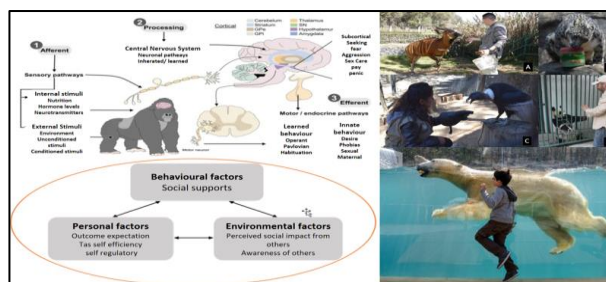 1
Afferent
Sensory pathways
Internal stimuli
Nutrition
Hormone levels
Neurotransmitters
External Stimuli
Environment
Unconditioned
stimuli
Conditioned stimuli
2
Processing
Central Nervous System
Neuronal pathways
Inherated/ learned
Cortical
Cerebellum
Striatum
GPe
GPi
Thalamus
SN
Hypothalamus
Amygdala
Subcortical
Seeking
fear
Aggression
Sex Care
pay
panic
3
Efferent
Motor / endocrine pathways
Motor neuron
Learned
behaviour
Operant
Pavlovian
Habituation
Innate
behaviour
Desire
Phobies
Sexual
Maternal
Behavioural factors
Social supports
Personal factors
Outcome expectation
Tas self efficiency
self regulatory
Environmental factors
Perceived social impact from
others
Awareness of others
A
B
C